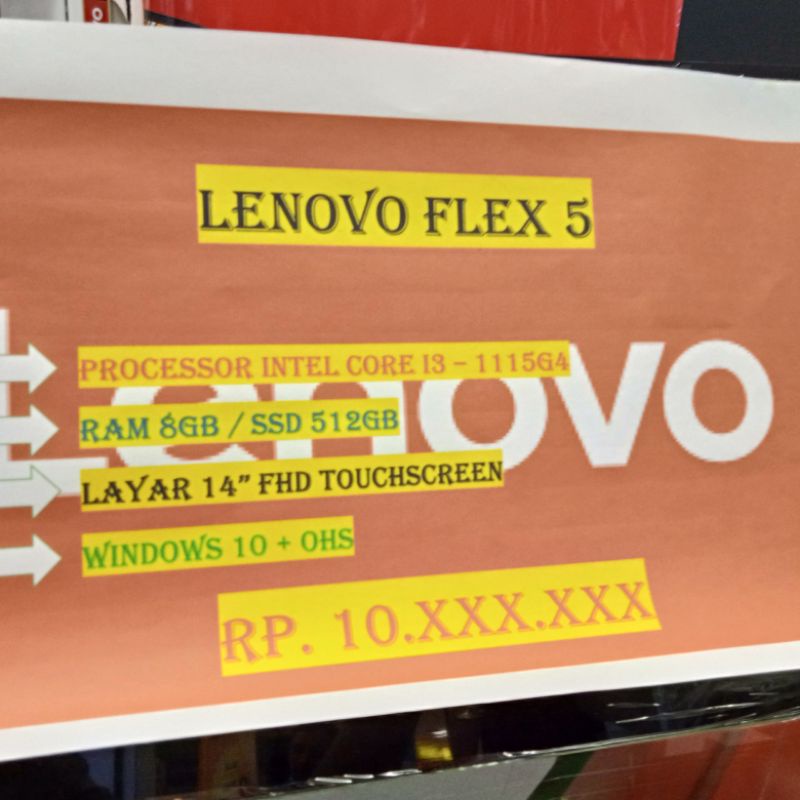 LENOVO FLEX 5
Lenovo
PROCESSOR INTEL CORE I3 – 1115G4
RAM 8GB / SSD 512GB
LAYAR 14" FHD TOUCHSCREEN
WINDOWS 10 + OHS
RP. 10.XXX.XXX